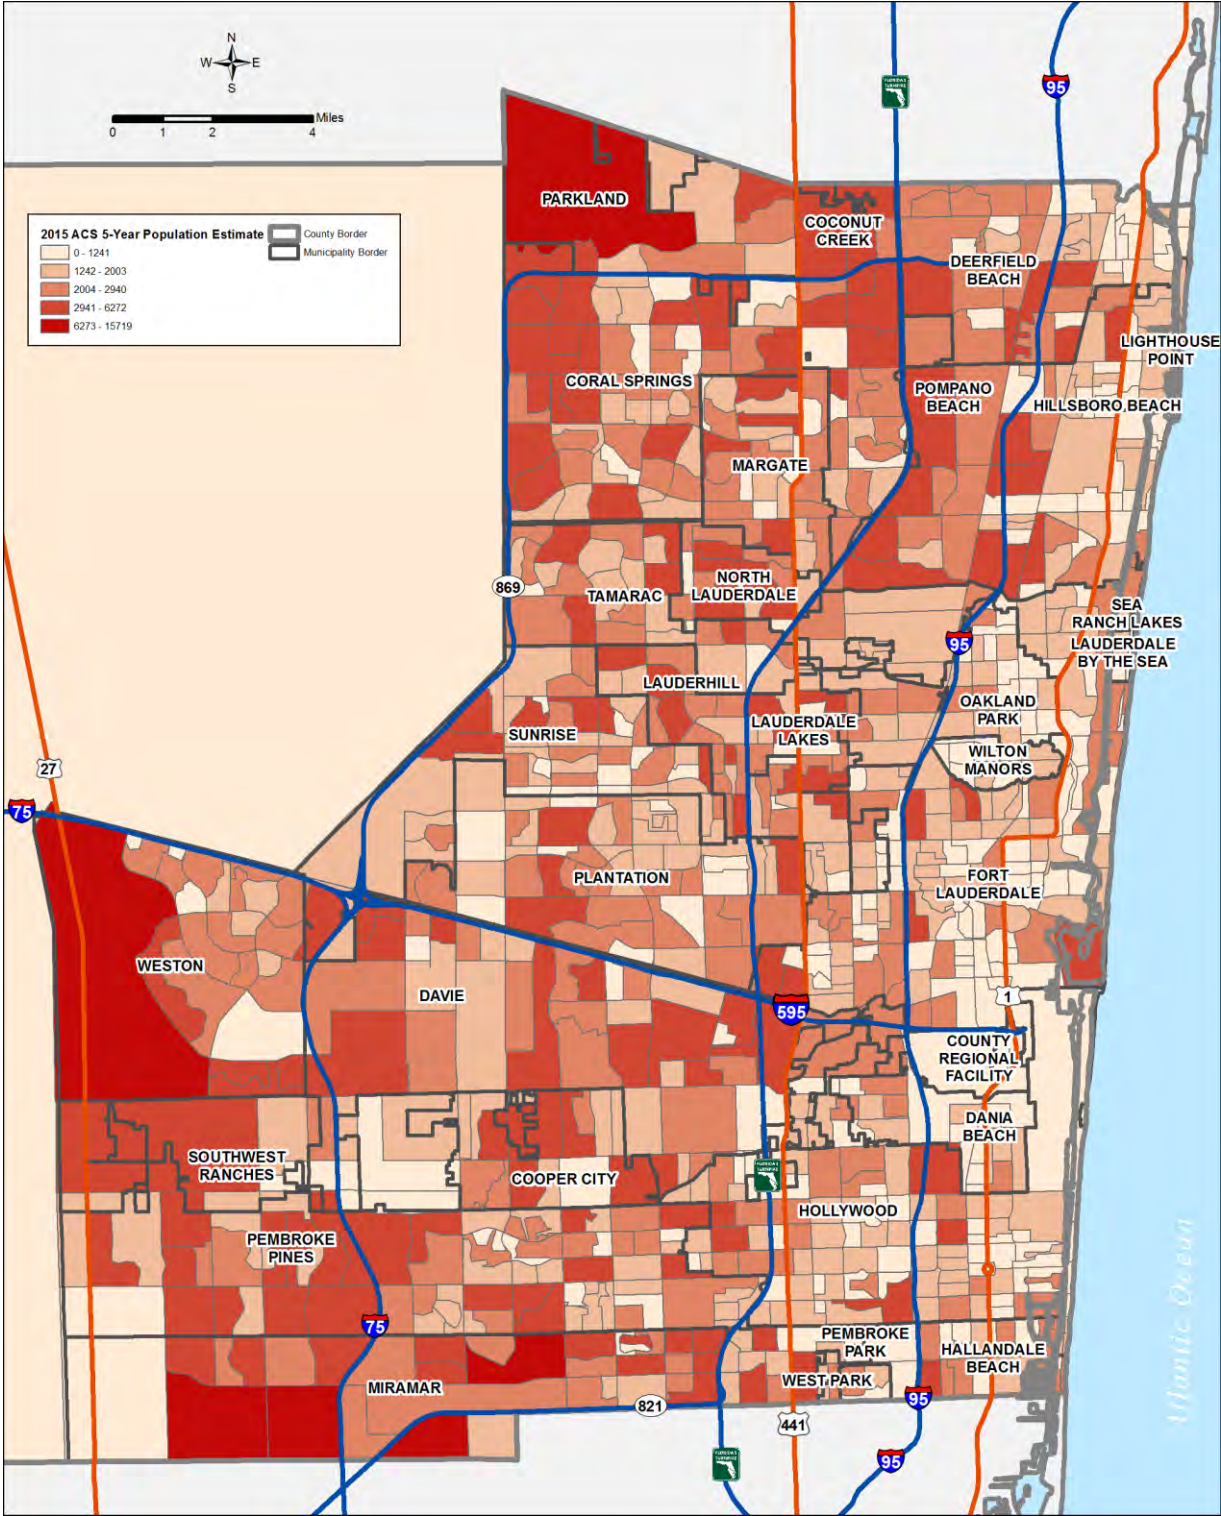 N
W E
S
Miles
0 1 2 4
2015 ACS 5-Year Population Estimate
0 - 1241
1242 - 2003
2004 - 2940
2941 - 6272
6273 - 15719
County Border
Municipality Border
95
PARKLAND
COCONUT
CREEK
DEERFIELD
BEACH
LIGHTHOUSE
POINT
CORAL SPRINGS
POMPANO
BEACH
HILLSBORO BEACH
MARGATE
869
TAMARAC
NORTH
LAUDERDALE
SEA
RANCH LAKES
LAUDERDALE
BY THE SEA
95
LAUDERHILL
OAKLAND
PARK
SUNRISE
LAUDERDALE
LAKES
WILTON
MANORS
27
75
PLANTATION
FORT
LAUDERDALE
WESTON
DAVIE
1
595
COUNTY
REGIONAL
FACILITY
DANIA
BEACH
SOUTHWEST
RANCHES
COOPER CITY
HOLLYWOOD
PEMBROKE
PINES
75
PEMBROKE
PARK
HALLANDALE
BEACH
MIRAMAR
WEST PARK
821
441
95
95
Atlantic Ocean